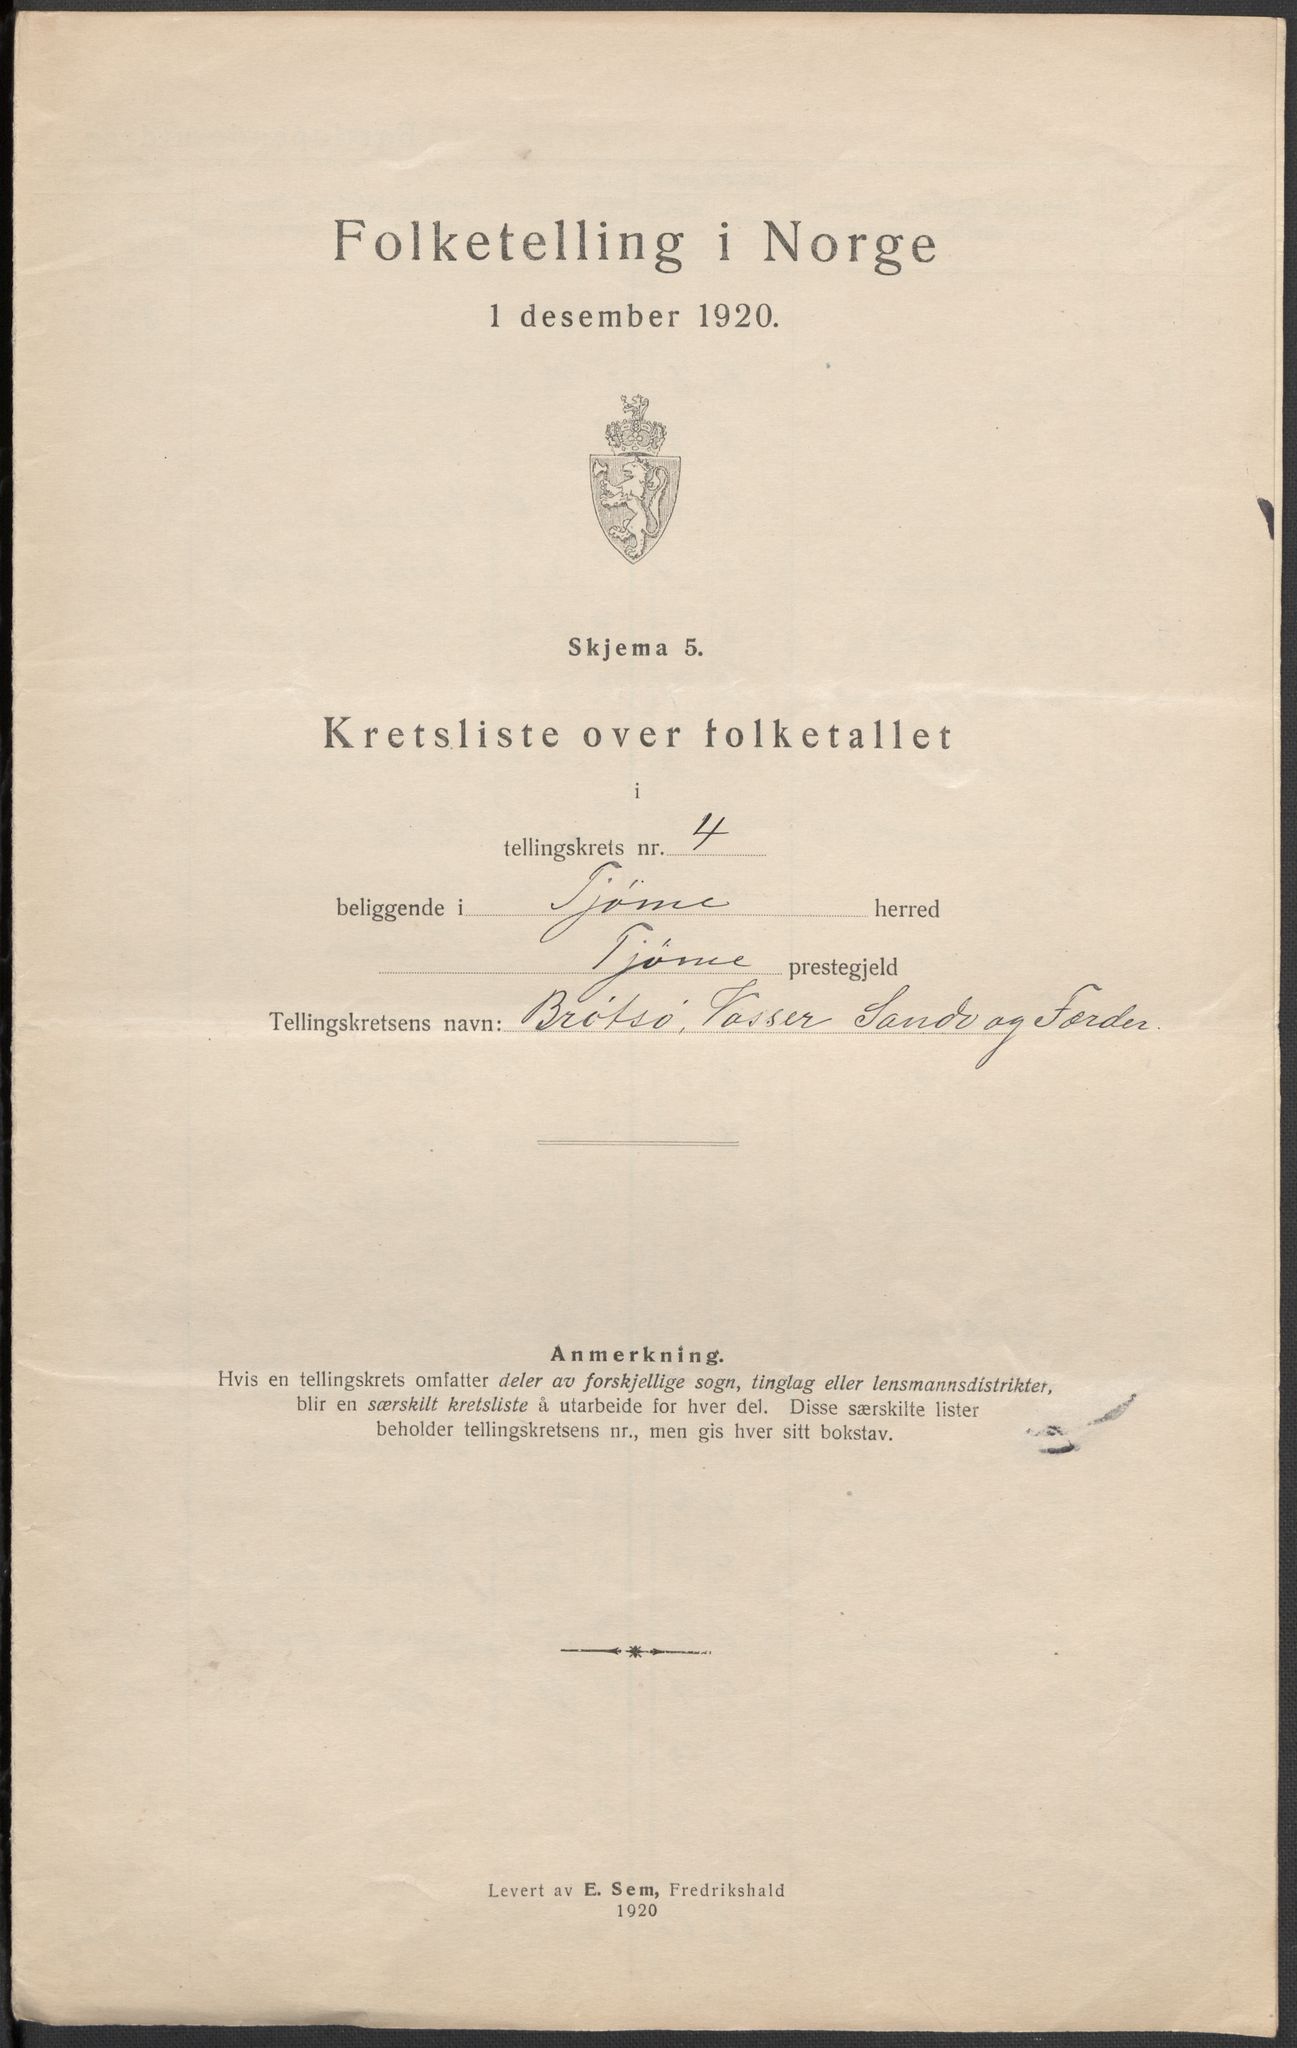 Folketelling i Norge
1 desember 1920.
Skjema 5.
Kretsliste over folketallet
i
tellingskrets nr. 4
beliggende i Tjøme herred
Tjøme prestegjeld
Tellingskretsens navn: Brøtsø, Vasser Sandø og Færder.
Anmerkning.
Hvis en tellingskrets omfatter deler av forskjellige sogn, tinglag eller lensmannsdistrikter,
blir en særskilt kretsliste å utarbeide for hver del. Disse særskilte lister
beholder tellingskretsens nr., men gis hver sitt bokstav.
Levert av E. Sem, Fredrikshald
1920